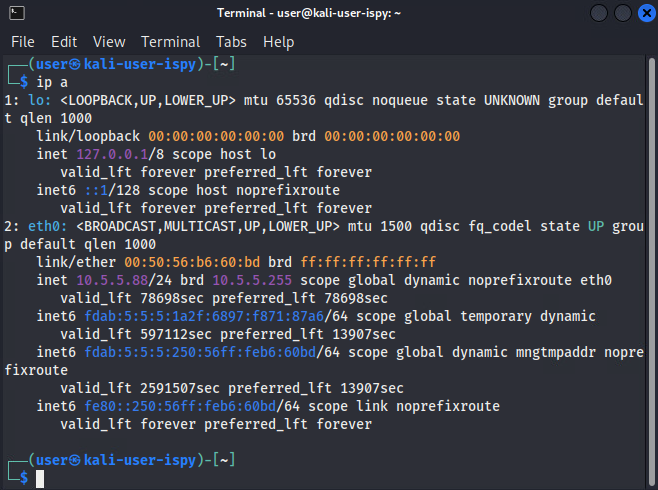 Terminal - user@kali-user-ispy: ~
File Edit View Terminal Tabs Help
┌──(user㉿kali-user-ispy)-[~]
└─$ ip a
1: lo: <LOOPBACK,UP,LOWER_UP> mtu 65536 qdisc noqueue state UNKNOWN group defaul
t qlen 1000
    link/loopback 00:00:00:00:00:00 brd 00:00:00:00:00:00
    inet 127.0.0.1/8 scope host lo
       valid_lft forever preferred_lft forever
    inet6 ::1/128 scope host noprefixroute
       valid_lft forever preferred_lft forever
2: eth0: <BROADCAST,MULTICAST,UP,LOWER_UP> mtu 1500 qdisc fq_codel state UP grou
p default qlen 1000
    link/ether 00:50:56:b6:60:bd brd ff:ff:ff:ff:ff:ff
    inet 10.5.5.88/24 brd 10.5.5.255 scope global dynamic noprefixroute eth0
       valid_lft 78698sec preferred_lft 78698sec
    inet6 fdab:5:5:5:1a2f:6897:f871:87a6/64 scope global temporary dynamic
       valid_lft 597112sec preferred_lft 13907sec
    inet6 fdab:5:5:5:250:56ff:feb6:60bd/64 scope global dynamic mngtmpaddr nopre
fixroute
       valid_lft 2591507sec preferred_lft 13907sec
    inet6 fe80::250:56ff:feb6:60bd/64 scope link noprefixroute
       valid_lft forever preferred_lft forever
┌──(user㉿kali-user-ispy)-[~]
└─$